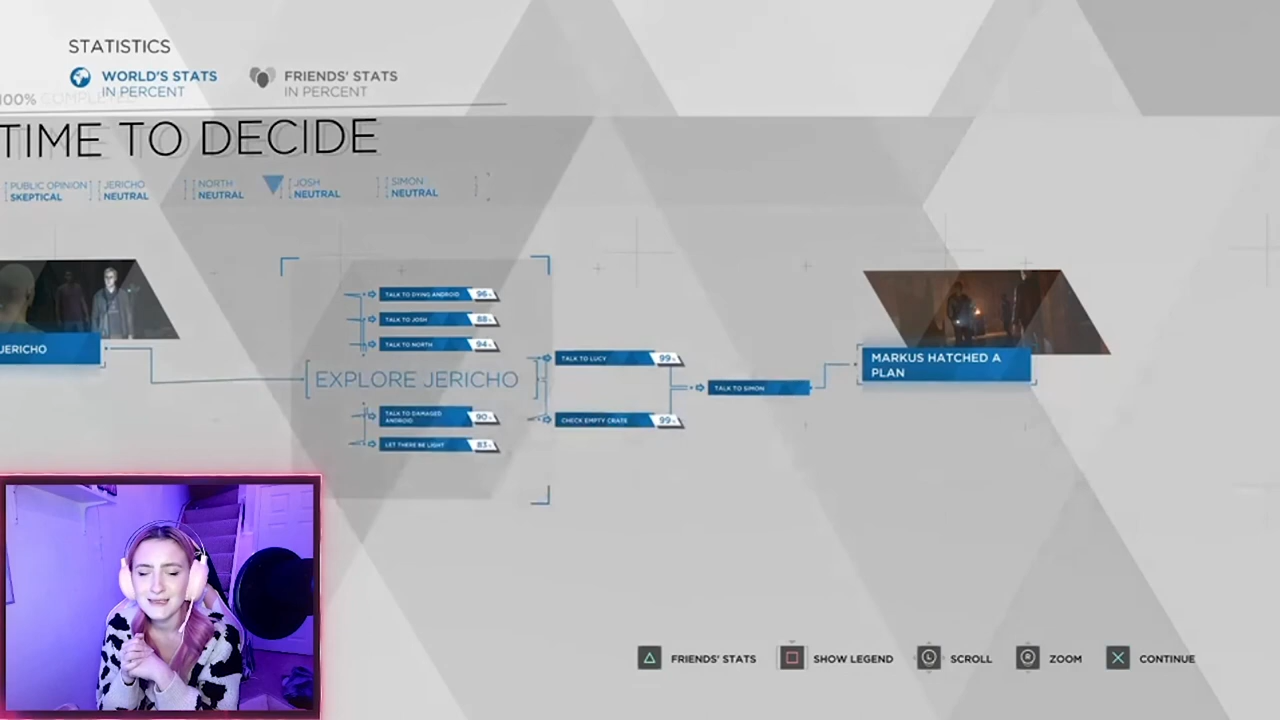 STATISTICS
WORLD'S STATS
IN PERCENT
FRIENDS' STATS
IN PERCENT
100% COMPLETED
TIME TO DECIDE
PUBLIC OPINION
SKEPTICAL
JERICHO
NEUTRAL
NORTH
NEUTRAL
JOSH
NEUTRAL
SIMON
NEUTRAL
JERICHO
TALK TO DYING ANDROID 96%
TALK TO JOSH 88%
TALK TO NORTH 94%
EXPLORE JERICHO
TALK TO DAMAGED
ANDROID 90%
LET THERE BE LIGHT 83%
TALK TO LUCY 99%
CHECK EMPTY CRATE 99%
TALK TO SIMON
MARKUS HATCHED A
PLAN
FRIENDS' STATS
SHOW LEGEND
L SCROLL
R ZOOM
CONTINUE